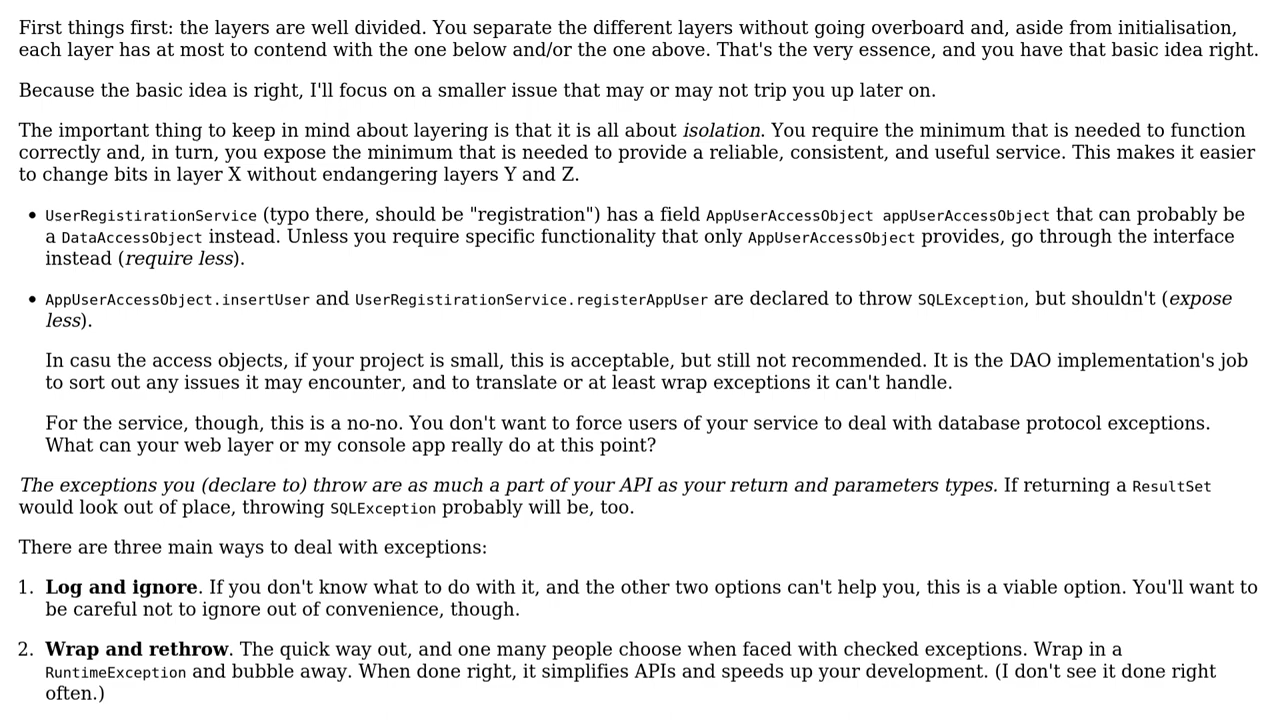 First things first: the layers are well divided. You separate the different layers without going overboard and, aside from initialisation,
each layer has at most to contend with the one below and/or the one above. That's the very essence, and you have that basic idea right.
Because the basic idea is right, I'll focus on a smaller issue that may or may not trip you up later on.
The important thing to keep in mind about layering is that it is all about isolation. You require the minimum that is needed to function
correctly and, in turn, you expose the minimum that is needed to provide a reliable, consistent, and useful service. This makes it easier
to change bits in layer X without endangering layers Y and Z.
• UserRegistirationService (typo there, should be "registration") has a field AppUserAccessObject appUserAccessObject that can probably be
a DataAccessObject instead. Unless you require specific functionality that only AppUserAccessObject provides, go through the interface
instead (require less).
• AppUserAccessObject.insertUser and UserRegistirationService.registerAppUser are declared to throw SQLException, but shouldn't (expose
less).
In casu the access objects, if your project is small, this is acceptable, but still not recommended. It is the DAO implementation's job
to sort out any issues it may encounter, and to translate or at least wrap exceptions it can't handle.
For the service, though, this is a no-no. You don't want to force users of your service to deal with database protocol exceptions.
What can your web layer or my console app really do at this point?
The exceptions you (declare to) throw are as much a part of your API as your return and parameters types. If returning a ResultSet
would look out of place, throwing SQLException probably will be, too.
There are three main ways to deal with exceptions:
1. Log and ignore. If you don't know what to do with it, and the other two options can't help you, this is a viable option. You'll want to
be careful not to ignore out of convenience, though.
2. Wrap and rethrow. The quick way out, and one many people choose when faced with checked exceptions. Wrap in a
RuntimeException and bubble away. When done right, it simplifies APIs and speeds up your development. (I don't see it done right
often.)